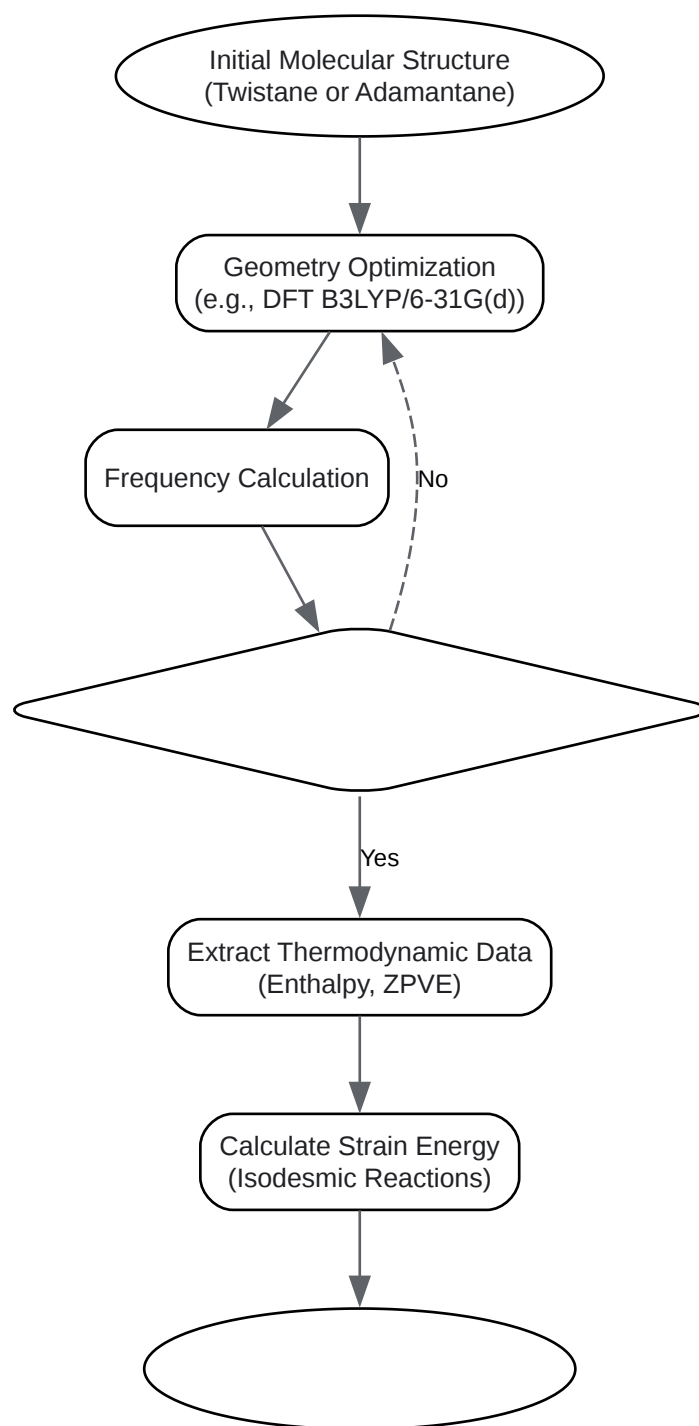 Initial Molecular Structure
(Twistane or Adamantane)
Geometry Optimization
(e.g., DFT B3LYP/6-31G(d))
Frequency Calculation
No
Yes
Extract Thermodynamic Data
(Enthalpy, ZPVE)
Calculate Strain Energy
(Isodesmic Reactions)